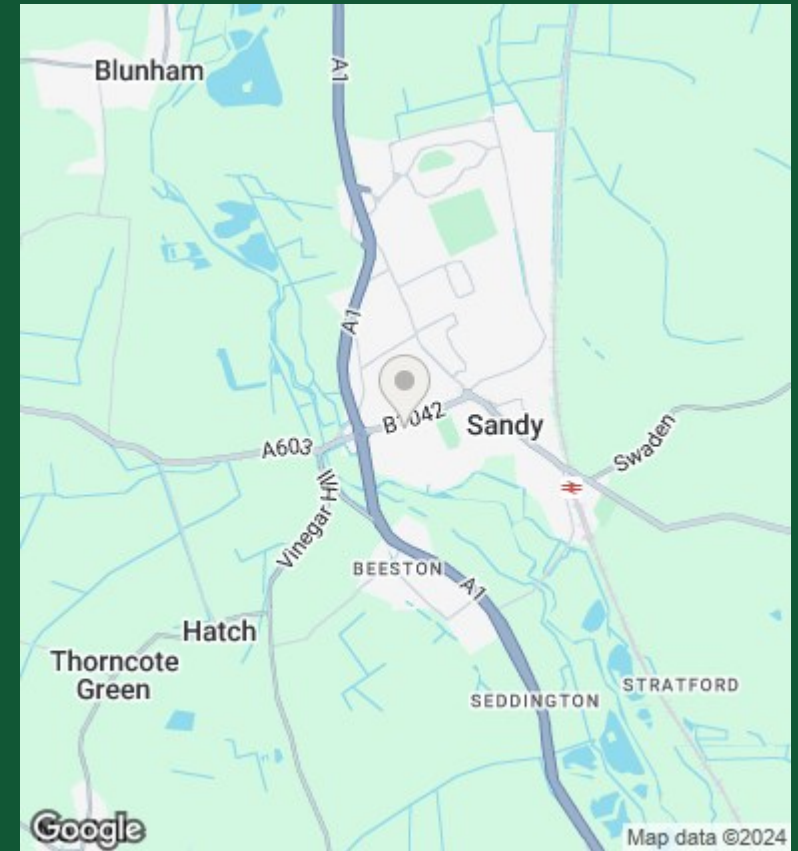 Blunham
A1
A1
B1042
Sandy
A603
Swaden
Vinegar Hill
BEESTON
A1
Hatch
Thorncote
Green
STRATFORD
SEDDINGTON
Google
Map data ©2024